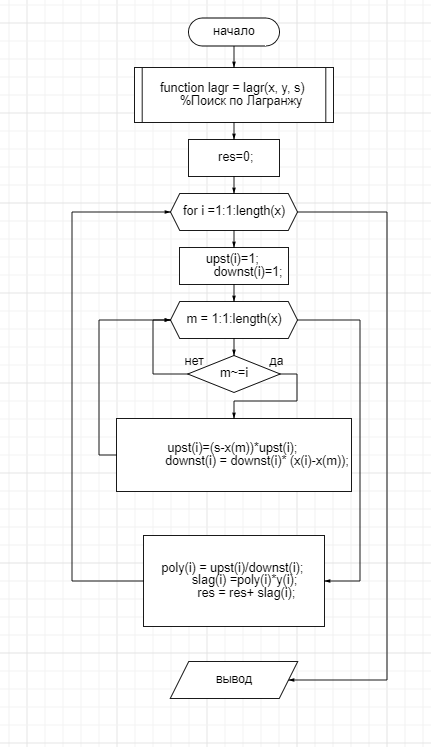 начало
function lagr = lagr(x, y, s)
%Поиск по Лагранжу
res=0;
for i =1:1:length(x)
upst(i)=1;
downst(i)=1;
m = 1:1:length(x)
нет
да
m~=i
upst(i)=(s-x(m))*upst(i);
downst(i) = downst(i)* (x(i)-x(m));
poly(i) = upst(i)/downst(i);
slag(i) =poly(i)*y(i);
res = res+ slag(i);
вывод